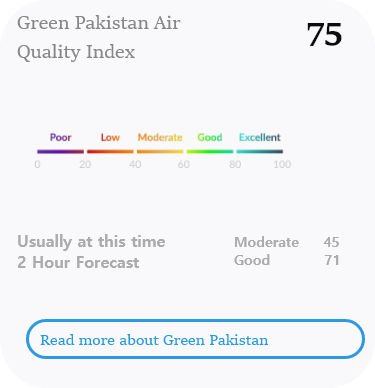 Green Pakistan Air
Quality Index
75
Poor Low Moderate Good Excellent
0 20 40 60 80 100
Usually at this time Moderate 45
2 Hour Forecast Good 71
Read more about Green Pakistan